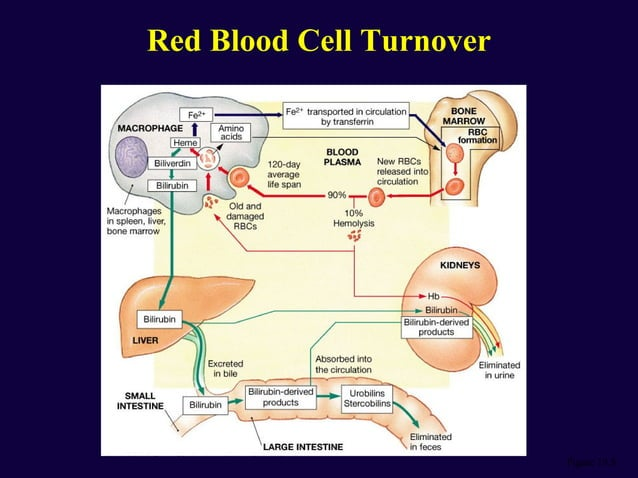 Red Blood Cell Turnover
MACROPHAGE
Fe2+
Amino
acids
Heme
Biliverdin
Bilirubin
Macrophages
in spleen, liver,
bone marrow
Fe2+ transported in circulation
by transferrin
BONE
MARROW
RBC
formation
BLOOD
PLASMA
120-day
average
life span
New RBCs
released into
circulation
90%
Old and
damaged
RBCs
10%
Hemolysis
KIDNEYS
Hb
Bilirubin
Bilirubin-derived
products
Eliminated
in urine
Bilirubin
LIVER
Excreted
in bile
Absorbed into
the circulation
SMALL
INTESTINE
Bilirubin
Bilirubin-derived
products
Urobilins
Stercobilins
Eliminated
in feces
LARGE INTESTINE